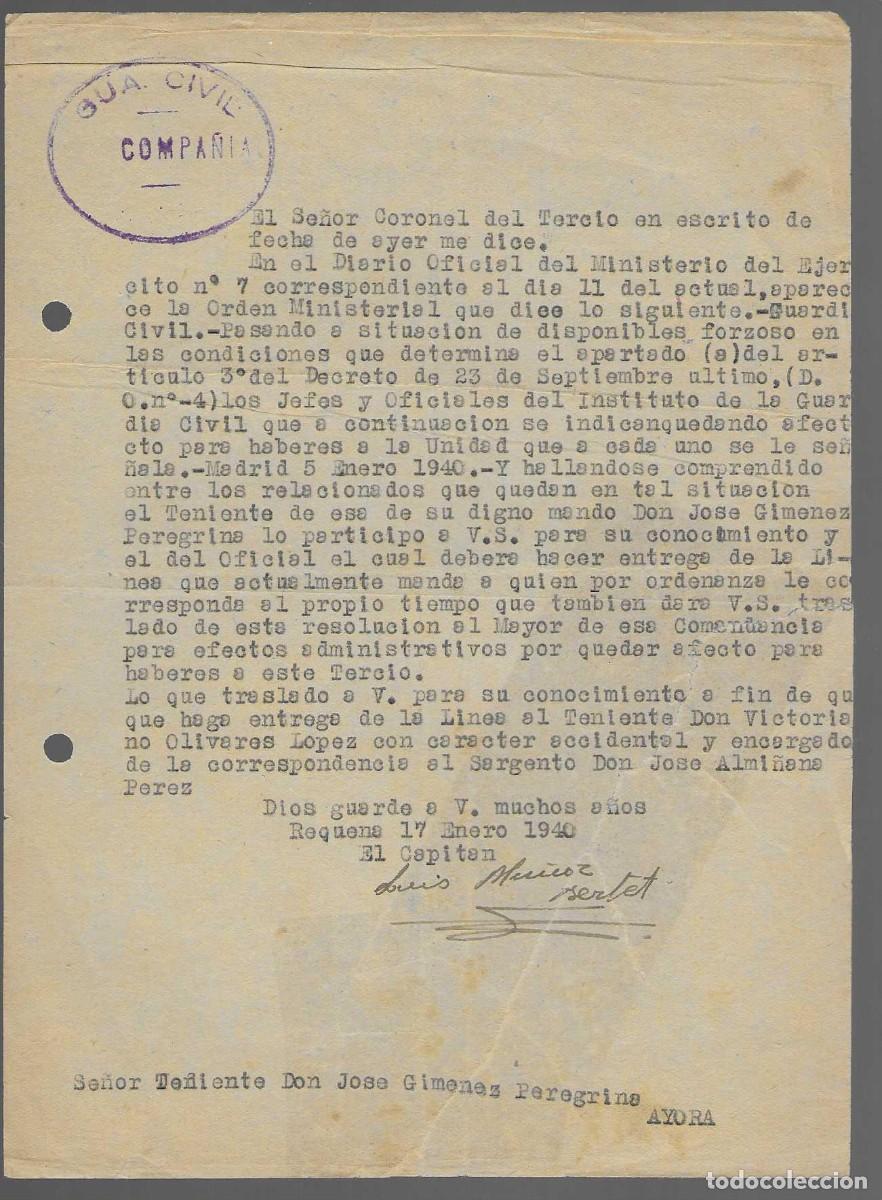 GUA. CIVIL
COMPAÑIA
El Señor Coronel del Tercio en escrito de
fecha de ayer me dice.
En el Diario Oficial del Ministerio del Ejer
cito nº 7 correspondiente al dia 11 del actual,aparec
ce la Orden Ministerial que dice lo siguiente.-Guardi
Civil.-Pasando a situacion de disponibles forzoso en
las condiciones que determina el apartado (a)del ar-
ticulo 3ºdel Decreto de 23 de Septiembre ultimo,(D.
O.nº-4)los Jefes y Oficiales del Instituto de la Guar
dia Civil que a continuacion se indicanquedando afect
cto para haberes a la Unidad que a cada uno se le señ
ñala.-Madrid 5 Enero 1940.-Y hallandose comprendido
entre los relacionados que quedan en tal situacion
el Teniente de esa de su digno mando Don Jose Gimenez
Peregrina lo participo a V.S. para su conocimiento y
el del Oficial el cual debera hacer entrega de la Li-
nea que actualmente manda a quien por ordenanza le co
rresponda al propio tiempo que tambien dara V.S. tras
lado de esta resolucion al Mayor de esa Comandancia
para efectos administrativos por quedar afecto para
haberes a este Tercio.
Lo que traslado a V. para su conocimiento a fin de qu
que haga entrega de la Linea al Teniente Don Victoria
no Olivares Lopez con caracter accidental y encargado
de la correspondencia al Sargento Don Jose Almiñana
Perez
Dios guarde a V. muchos años
Requena 17 Enero 1940
El Capitan
Luis Muñoz
Bertet
Señor Teniente Don Jose Gimenez Peregrina
AYORA
todocoleccion